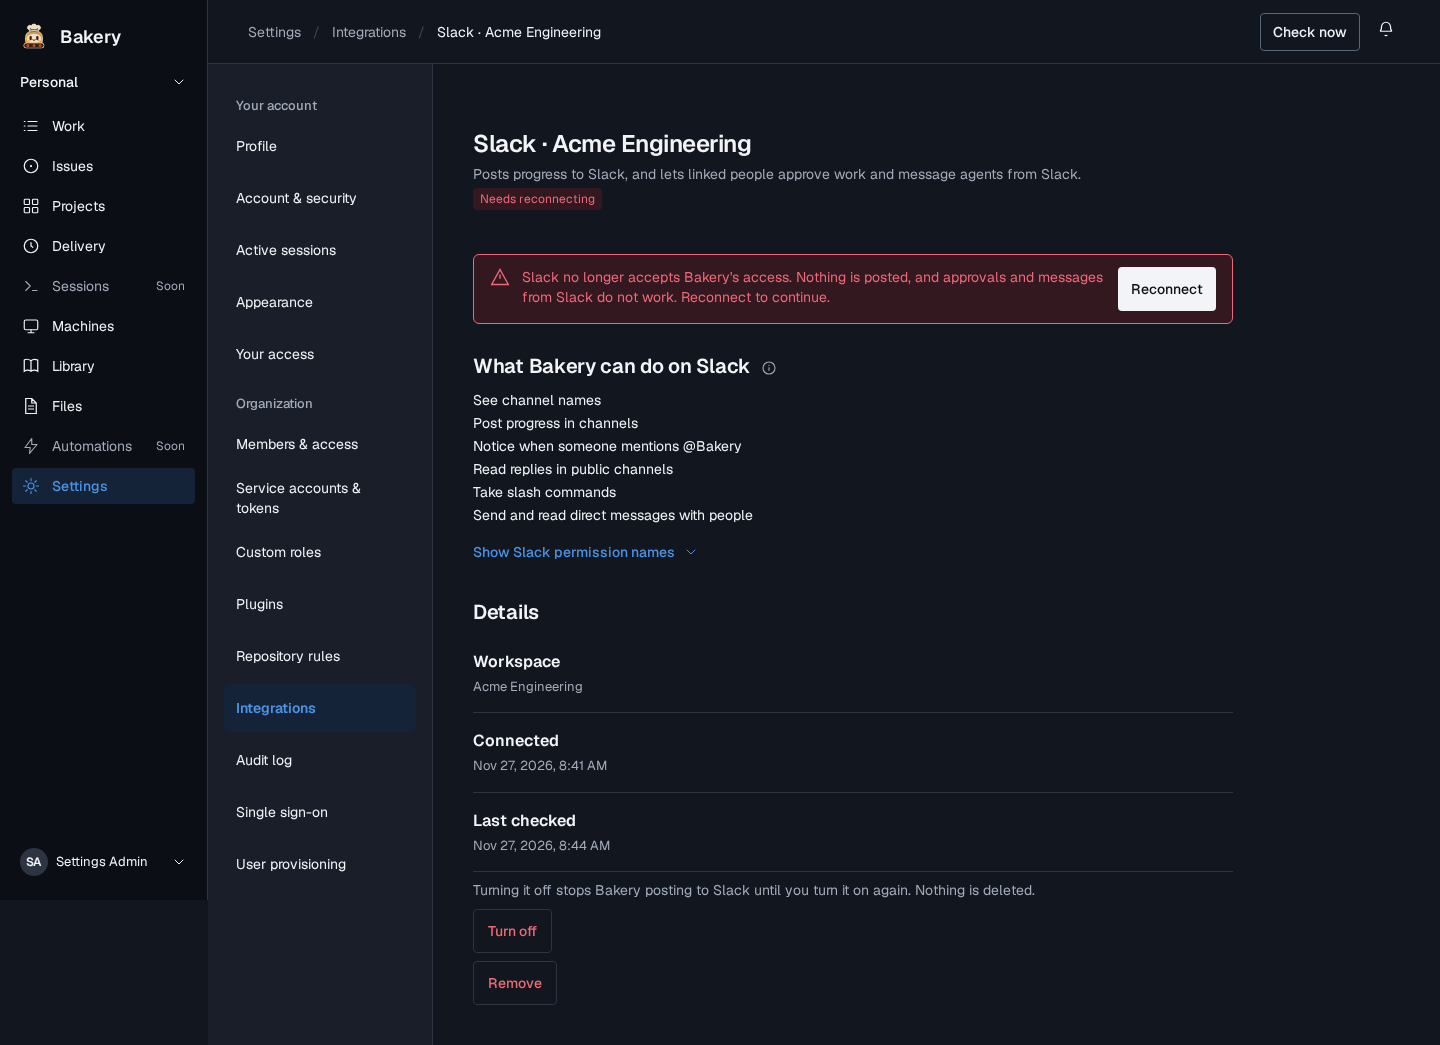 Bakery
Personal
Work
Issues
Projects
Delivery
Sessions Soon
Machines
Library
Files
Automations Soon
Settings
SA Settings Admin
Settings / Integrations / Slack · Acme Engineering
Check now
Your account
Profile
Account & security
Active sessions
Appearance
Your access
Organization
Members & access
Service accounts &
tokens
Custom roles
Plugins
Repository rules
Integrations
Audit log
Single sign-on
User provisioning
Slack · Acme Engineering
Posts progress to Slack, and lets linked people approve work and message agents from Slack.
Needs reconnecting
Slack no longer accepts Bakery's access. Nothing is posted, and approvals and messages
from Slack do not work. Reconnect to continue.
Reconnect
What Bakery can do on Slack
See channel names
Post progress in channels
Notice when someone mentions @Bakery
Read replies in public channels
Take slash commands
Send and read direct messages with people
Show Slack permission names
Details
Workspace
Acme Engineering
Connected
Nov 27, 2026, 8:41 AM
Last checked
Nov 27, 2026, 8:44 AM
Turning it off stops Bakery posting to Slack until you turn it on again. Nothing is deleted.
Turn off
Remove